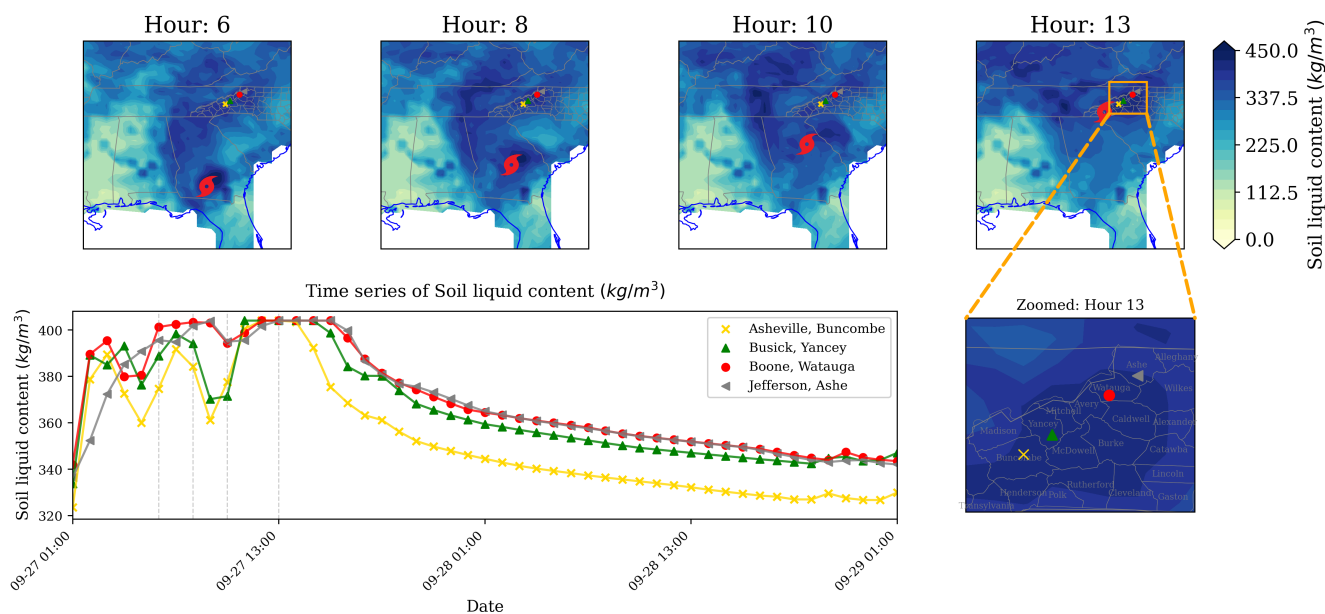 Hour: 6
Hour: 8
Hour: 10
Hour: 13
450.0
337.5
225.0
112.5
0.0
Soil liquid content (kg/m³)
Time series of Soil liquid content (kg/m³)
Soil liquid content (kg/m³)
400
380
360
340
320
Asheville, Buncombe
Busick, Yancey
Boone, Watauga
Jefferson, Ashe
09-27 01:00
09-27 13:00
09-28 01:00
09-28 13:00
09-29 01:00
Date
Zoomed: Hour 13
Alleghany
Ashe
Watauga
Wilkes
Avery
Mitchell
Caldwell
Alexander
Yancey
Madison
Burke
McDowell
Catawba
Buncombe
Lincoln
Rutherford
Henderson
Polk
Cleveland
Gaston
Transylvania